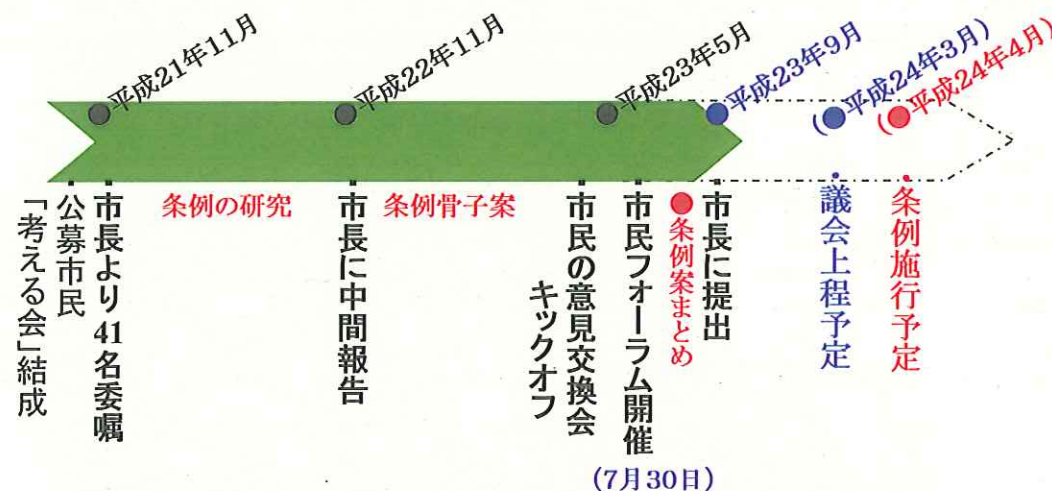 平成21年11月
平成22年11月
平成23年5月
平成23年9月
(平成24年3月)
(平成24年4月)
「考える会」結成
公募市民
市長より41名委嘱
条例の研究
市長に中間報告
条例骨子案
市民の意見交換会
キックオフ
市民フォーラム開催
(7月30日)
●条例案まとめ
市長に提出
議会上程予定
条例施行予定